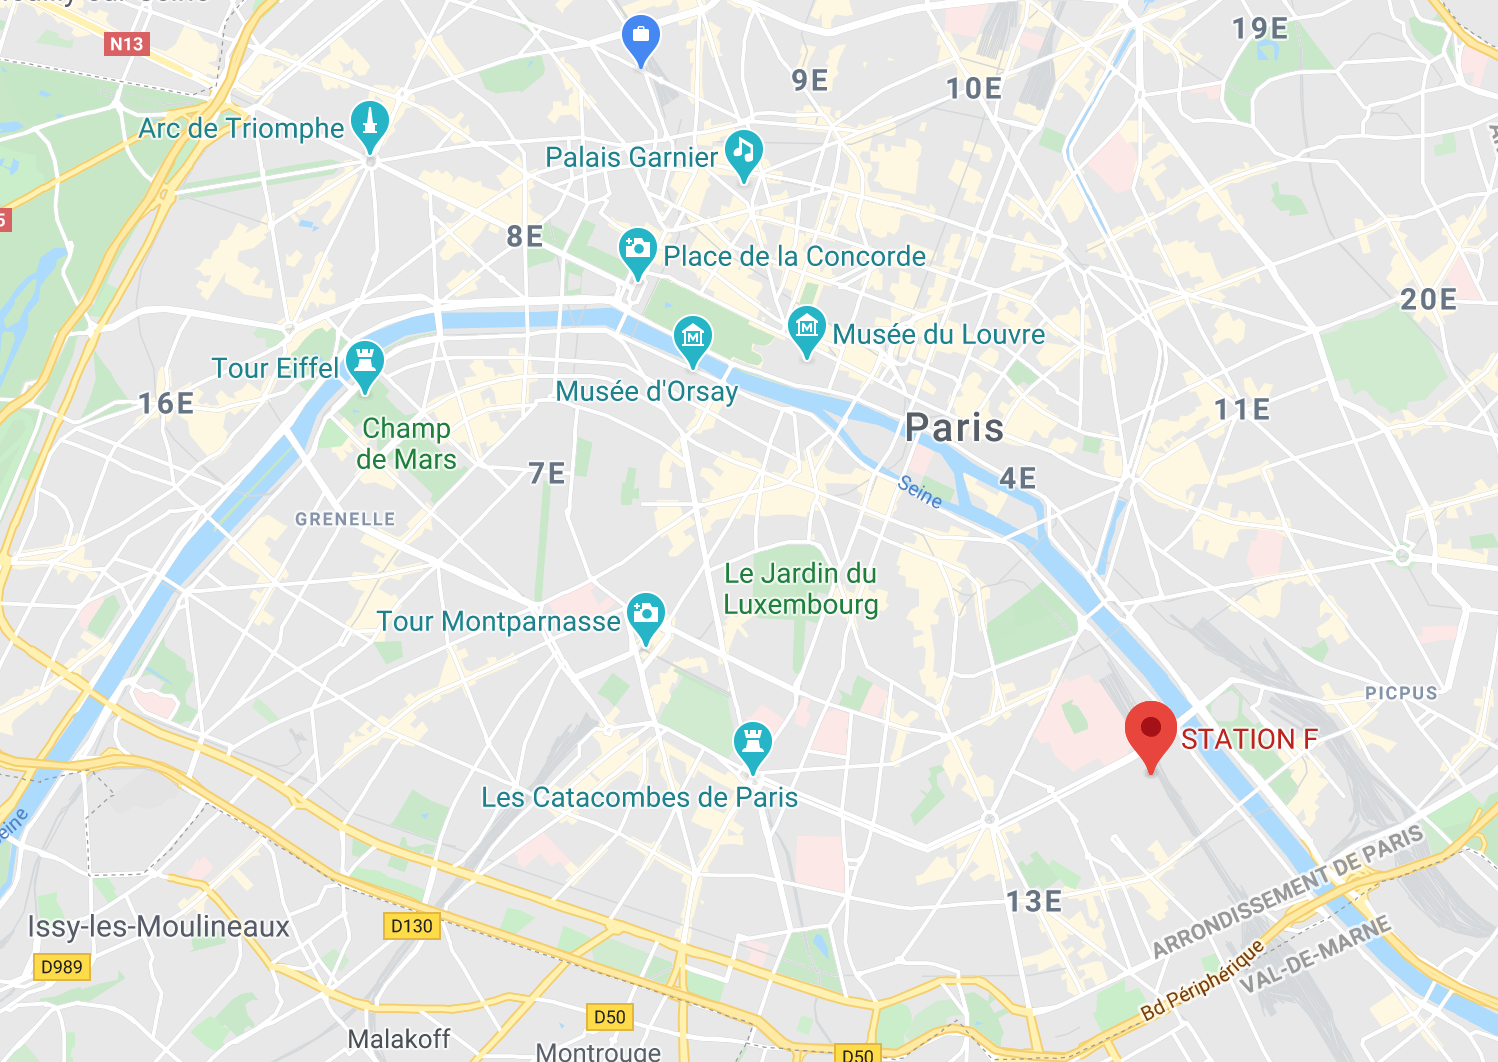 19E
N13
9E
10E
Arc de Triomphe
Palais Garnier
8E
Place de la Concorde
20E
Musée du Louvre
Tour Eiffel
Musée d'Orsay
16E
11E
Champ
de Mars
Paris
7E
4E
Seine
GRENELLE
Le Jardin du
Luxembourg
Tour Montparnasse
PICPUS
STATION F
Les Catacombes de Paris
13E
ARRONDISSEMENT DE PARIS
VAL-DE-MARNE
Bd Périphérique
Issy-les-Moulineaux
D130
D989
D50
Malakoff
Montrouge
D50